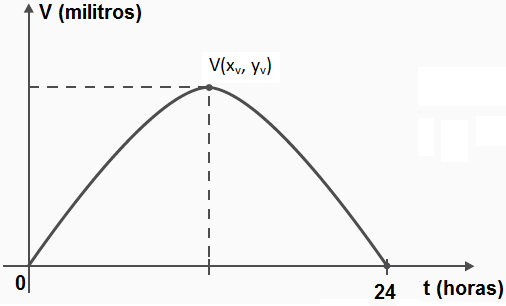 V (militros)
V(xᵥ, yᵥ)
0
24
t (horas)